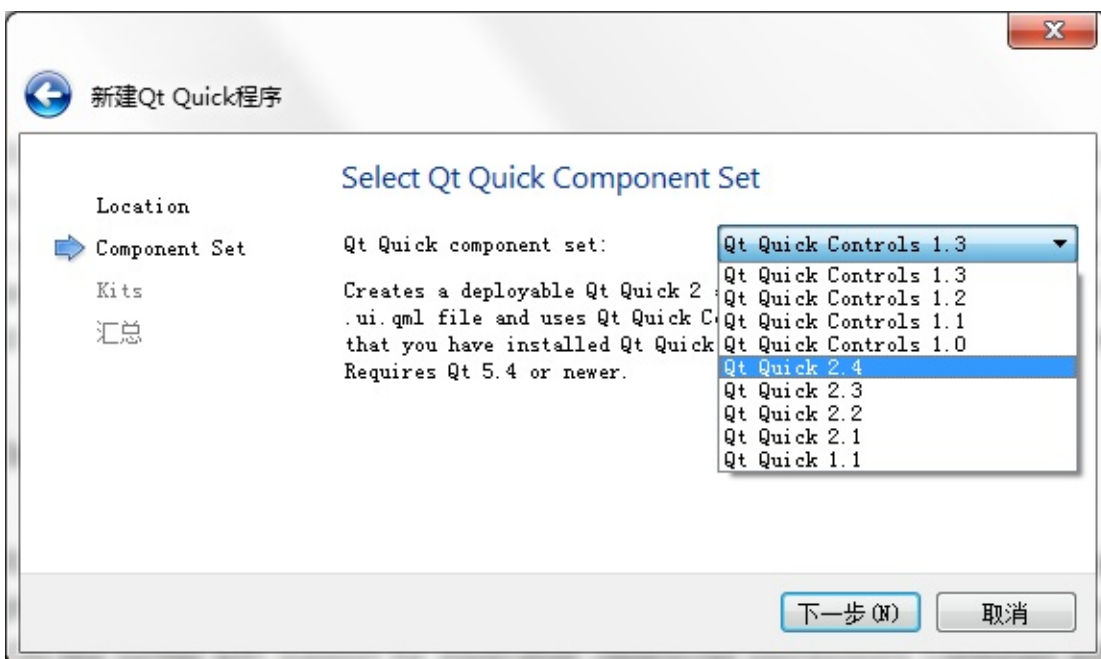 新建Qt Quick程序
Select Qt Quick Component Set
Location
Component Set
Kits
汇总
Qt Quick component set:
Qt Quick Controls 1.3
Creates a deployable Qt Quick 2
.ui.qml file and uses Qt Quick
that you have installed Qt Quick
Requires Qt 5.4 or newer.
Qt Quick Controls 1.3
Qt Quick Controls 1.2
Qt Quick Controls 1.1
Qt Quick Controls 1.0
Qt Quick 2.4
Qt Quick 2.3
Qt Quick 2.2
Qt Quick 2.1
Qt Quick 1.1
下一步(N)
取消